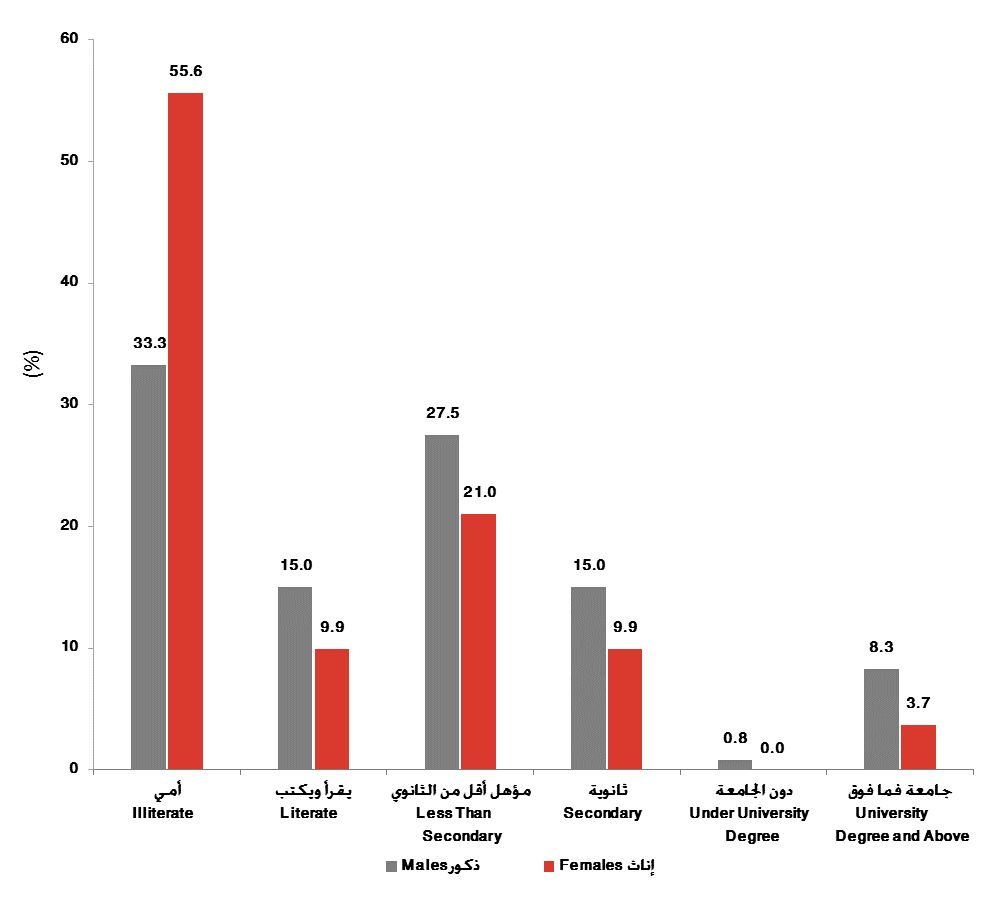 60
55.6
50
40
33.3
(%)
30
27.5
21.0
20
15.0
15.0
9.9
9.9
10
8.3
3.7
0.8
0.0
0
أمي
Illiterate
يقرأ ويكتب
Literate
مؤهل أقل من الثانوي
Less Than
Secondary
ثانوية
Secondary
دون الجامعة
Under University
Degree
جامعة فما فوق
University
Degree and Above
Males ذكور
Females إناث